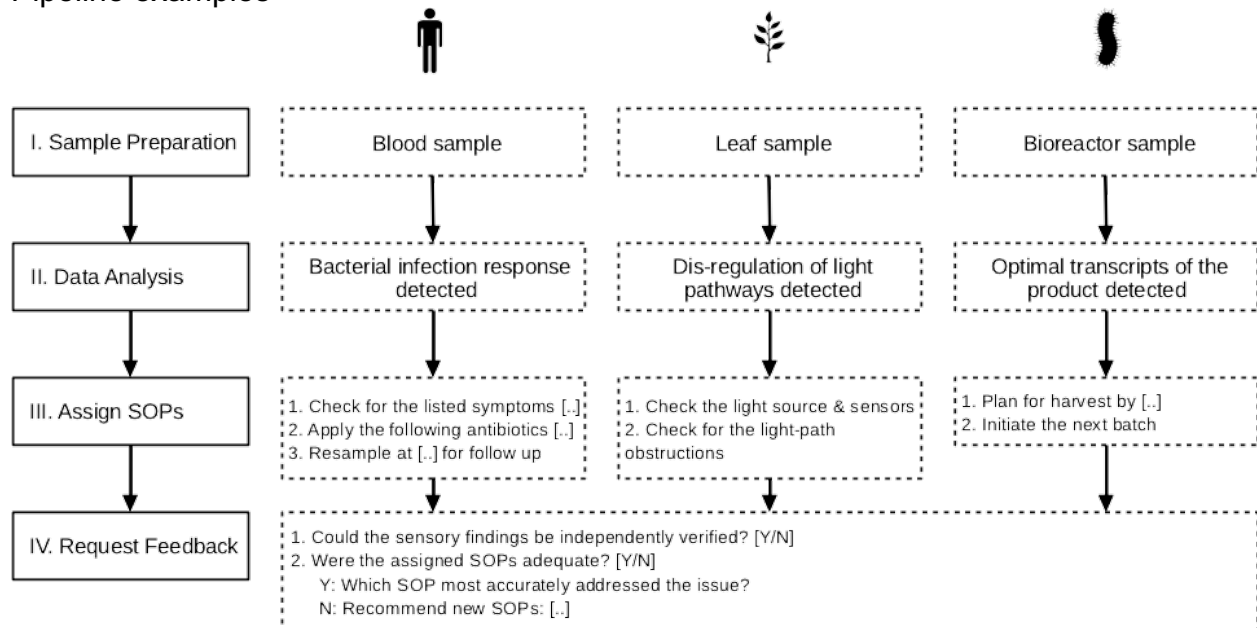 Pipeline examples
I. Sample Preparation
Blood sample
Leaf sample
Bioreactor sample
II. Data Analysis
Bacterial infection response
detected
Dis-regulation of light
pathways detected
Optimal transcripts of the
product detected
III. Assign SOPs
1. Check for the listed symptoms [..]
2. Apply the following antibiotics [..]
3. Resample at [..] for follow up
1. Check the light source & sensors
2. Check for the light-path
obstructions
1. Plan for harvest by [..]
2. Initiate the next batch
IV. Request Feedback
1. Could the sensory findings be independently verified? [Y/N]
2. Were the assigned SOPs adequate? [Y/N]
Y: Which SOP most accurately addressed the issue?
N: Recommend new SOPs: [..]